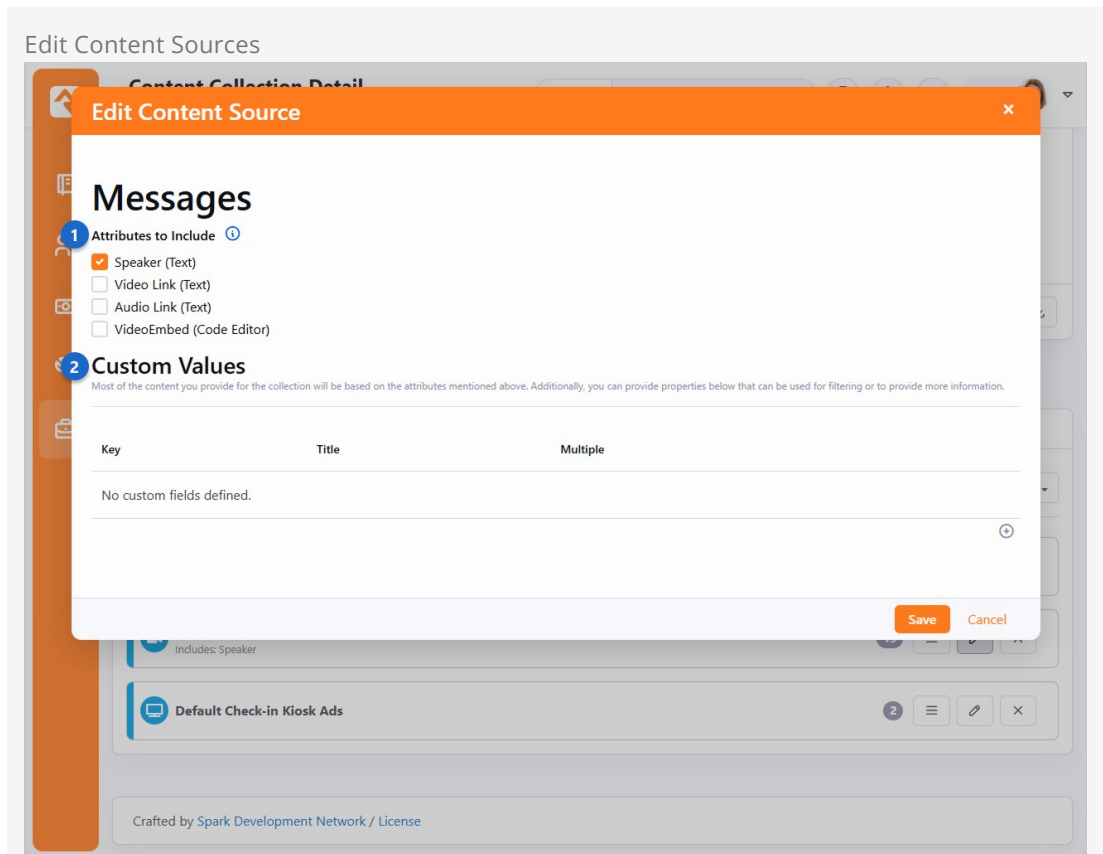 Edit Content Sources
Content Collection Detail
Edit Content Source ×
Messages
1 Attributes to Include
Speaker (Text)
Video Link (Text)
Audio Link (Text)
VideoEmbed (Code Editor)
2 Custom Values
Most of the content you provide for the collection will be based on the attributes mentioned above. Additionally, you can provide properties below that can be used for filtering or to provide more information.
Key Title Multiple
No custom fields defined.
Save Cancel
Includes: Speaker
Default Check-in Kiosk Ads 2
Crafted by Spark Development Network / License